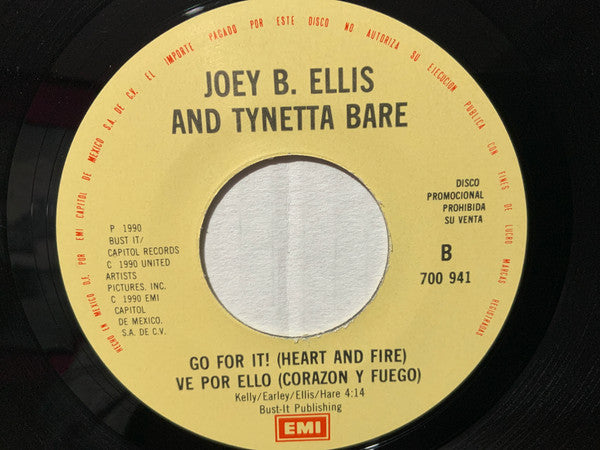 HECHO EN MEXICO D.F. POR EMI CAPITOL DE MEXICO S.A. DE C.V. EL IMPORTE PAGADO POR ESTE DISCO NO AUTORIZA SU EJECUCION PUBLICA CON FINES DE LUCRO MARCAS REGISTRADAS
JOEY B. ELLIS
AND TYNETTA BARE
P 1990
BUST IT/
CAPITOL RECORDS
C 1990 UNITED
ARTISTS
PICTURES, INC.
C 1990 EMI
CAPITOL
DE MEXICO.
S.A. DE C.V.
DISCO
PROMOCIONAL
PROHIBIDA
SU VENTA
B
700 941
GO FOR IT! (HEART AND FIRE)
VE POR ELLO (CORAZON Y FUEGO)
Kelly/Earley/Ellis/Hare 4:14
Bust-It Publishing
EMI